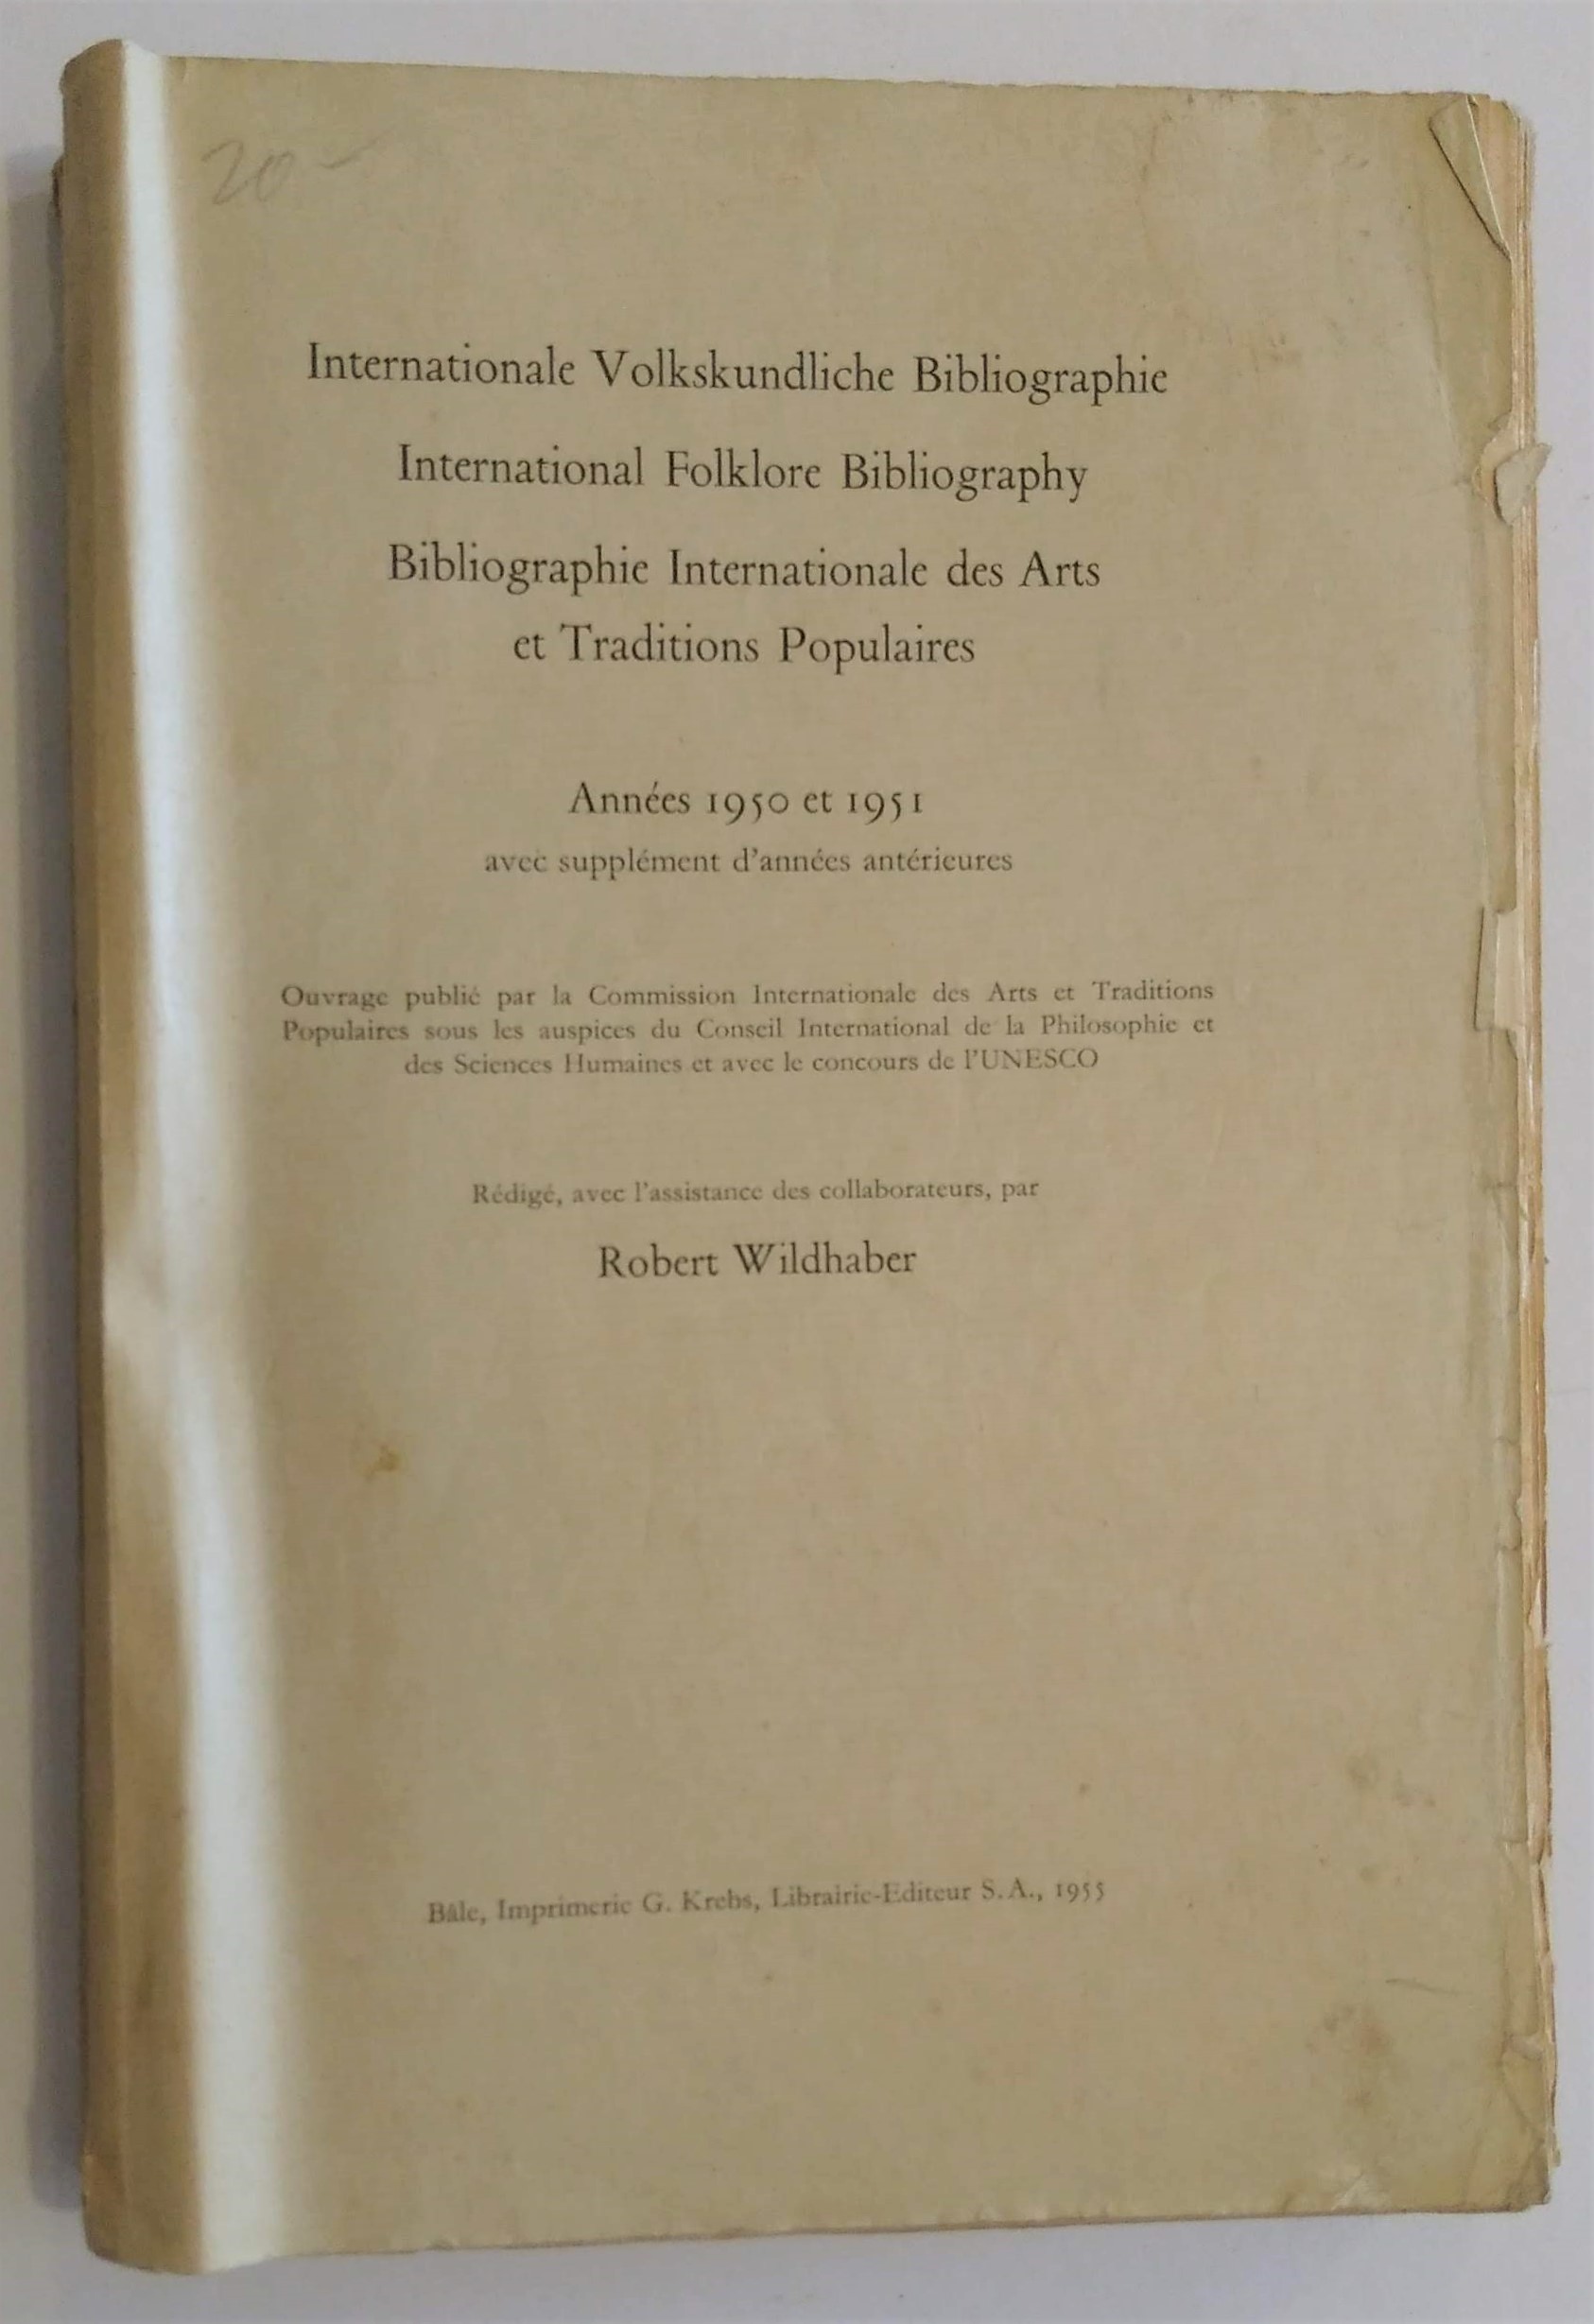 20-
Internationale Volkskundliche Bibliographie
International Folklore Bibliography
Bibliographie Internationale des Arts
et Traditions Populaires
Années 1950 et 1951
avec supplément d'années antérieures
Ouvrage publié par la Commission Internationale des Arts et Traditions
Populaires sous les auspices du Conseil International de la Philosophie et
des Sciences Humaines et avec le concours de l'UNESCO
Rédigé, avec l'assistance des collaborateurs, par
Robert Wildhaber
Bâle, Imprimerie G. Krebs, Librairie-Editeur S.A., 1955